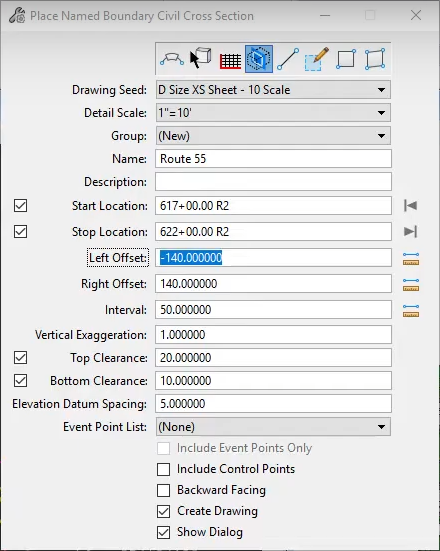 Place Named Boundary Civil Cross Section
Drawing Seed: D Size XS Sheet - 10 Scale
Detail Scale: 1"=10'
Group: (New)
Name: Route 55
Description:
Start Location: 617+00.00 R2
Stop Location: 622+00.00 R2
Left Offset: -140.000000
Right Offset: 140.000000
Interval: 50.000000
Vertical Exaggeration: 1.000000
Top Clearance: 20.000000
Bottom Clearance: 10.000000
Elevation Datum Spacing: 5.000000
Event Point List: (None)
Include Event Points Only
Include Control Points
Backward Facing
Create Drawing
Show Dialog